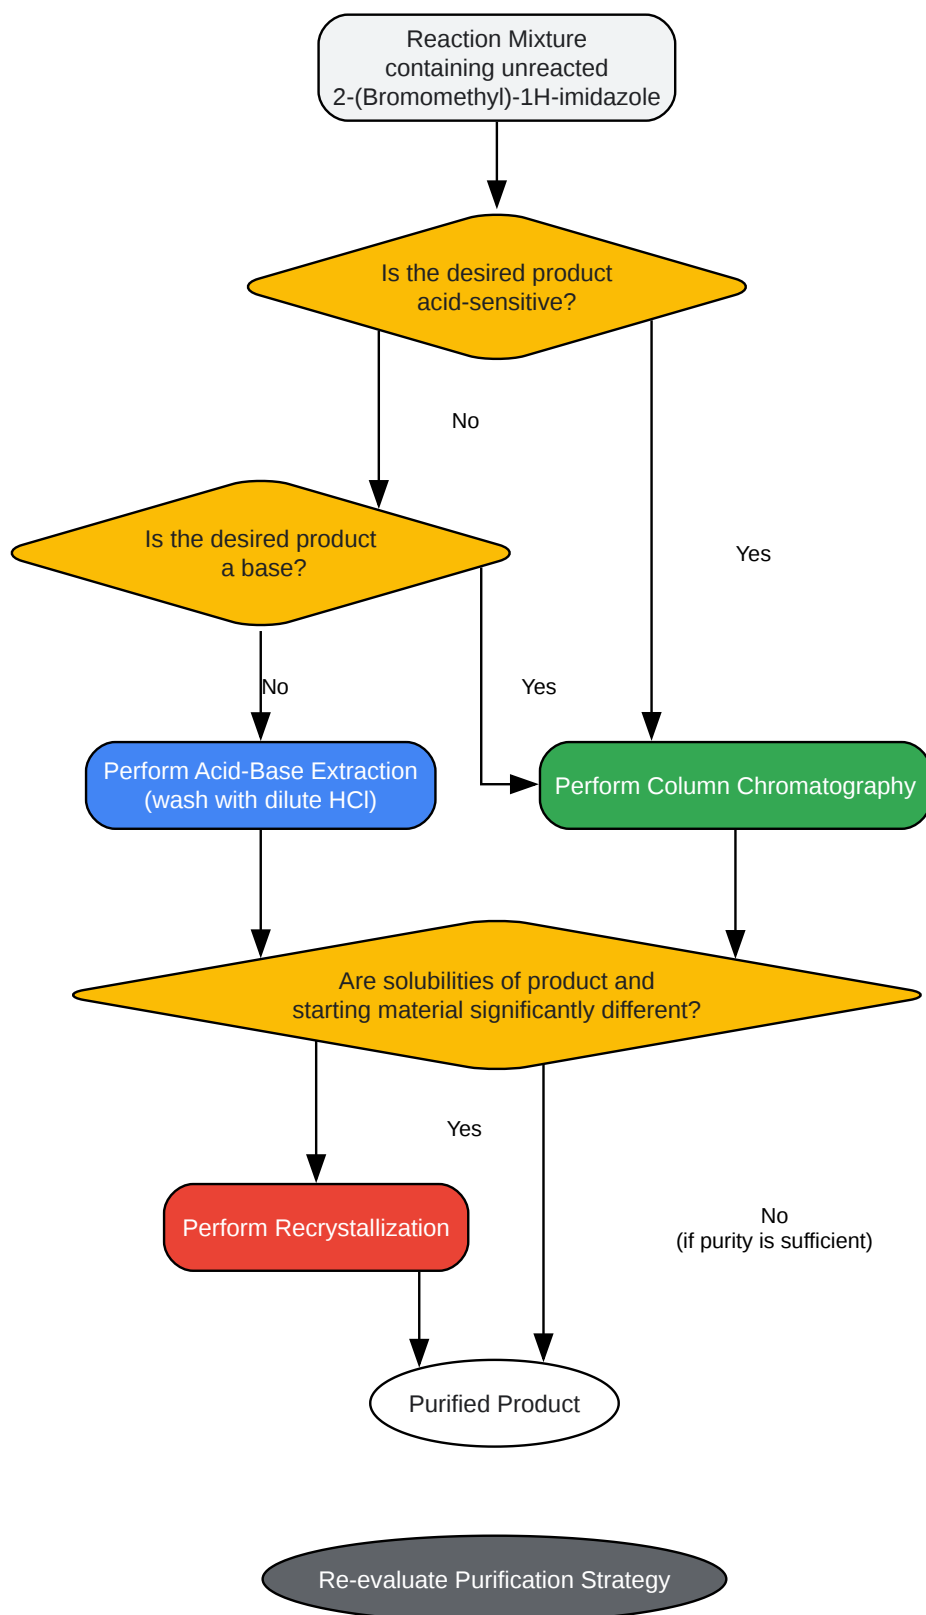 Reaction Mixture
containing unreacted
2-(Bromomethyl)-1H-imidazole
Is the desired product
acid-sensitive?
No
Is the desired product
a base?
Yes
No
Yes
Perform Acid-Base Extraction
(wash with dilute HCl)
Perform Column Chromatography
Are solubilities of product and
starting material significantly different?
Yes
No
(if purity is sufficient)
Perform Recrystallization
Purified Product
Re-evaluate Purification Strategy